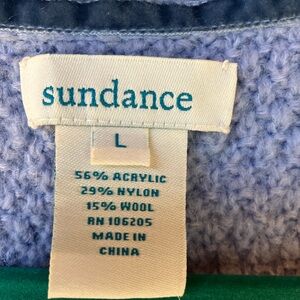 sundance
L
56% ACRYLIC
29% NYLON
15% WOOL
RN 106205
MADE IN
CHINA